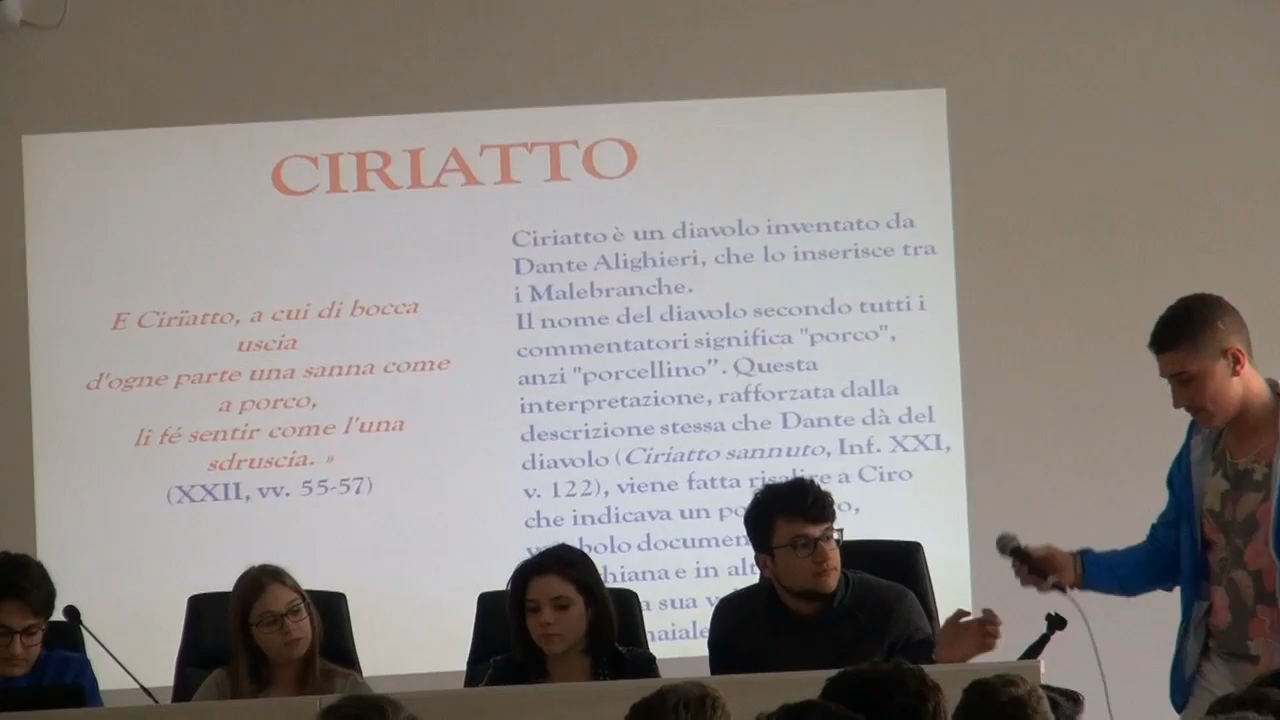 CIRIATTO
E Cirïatto, a cui di bocca
uscia
d'ogne parte una sanna come
a porco,
li fé sentir come l'una
sdruscia. »
(XXII, vv. 55-57)
Ciriatto è un diavolo inventato da
Dante Alighieri, che lo inserisce tra
i Malebranche.
Il nome del diavolo secondo tutti i
commentatori significa "porco",
anzi "porcellino”. Questa
interpretazione, rafforzata dalla
descrizione stessa che Dante dà del
diavolo (Ciriatto sannuto, Inf. XXI,
v. 122), viene fatta risalire a Ciro
che indicava un
e in
sua